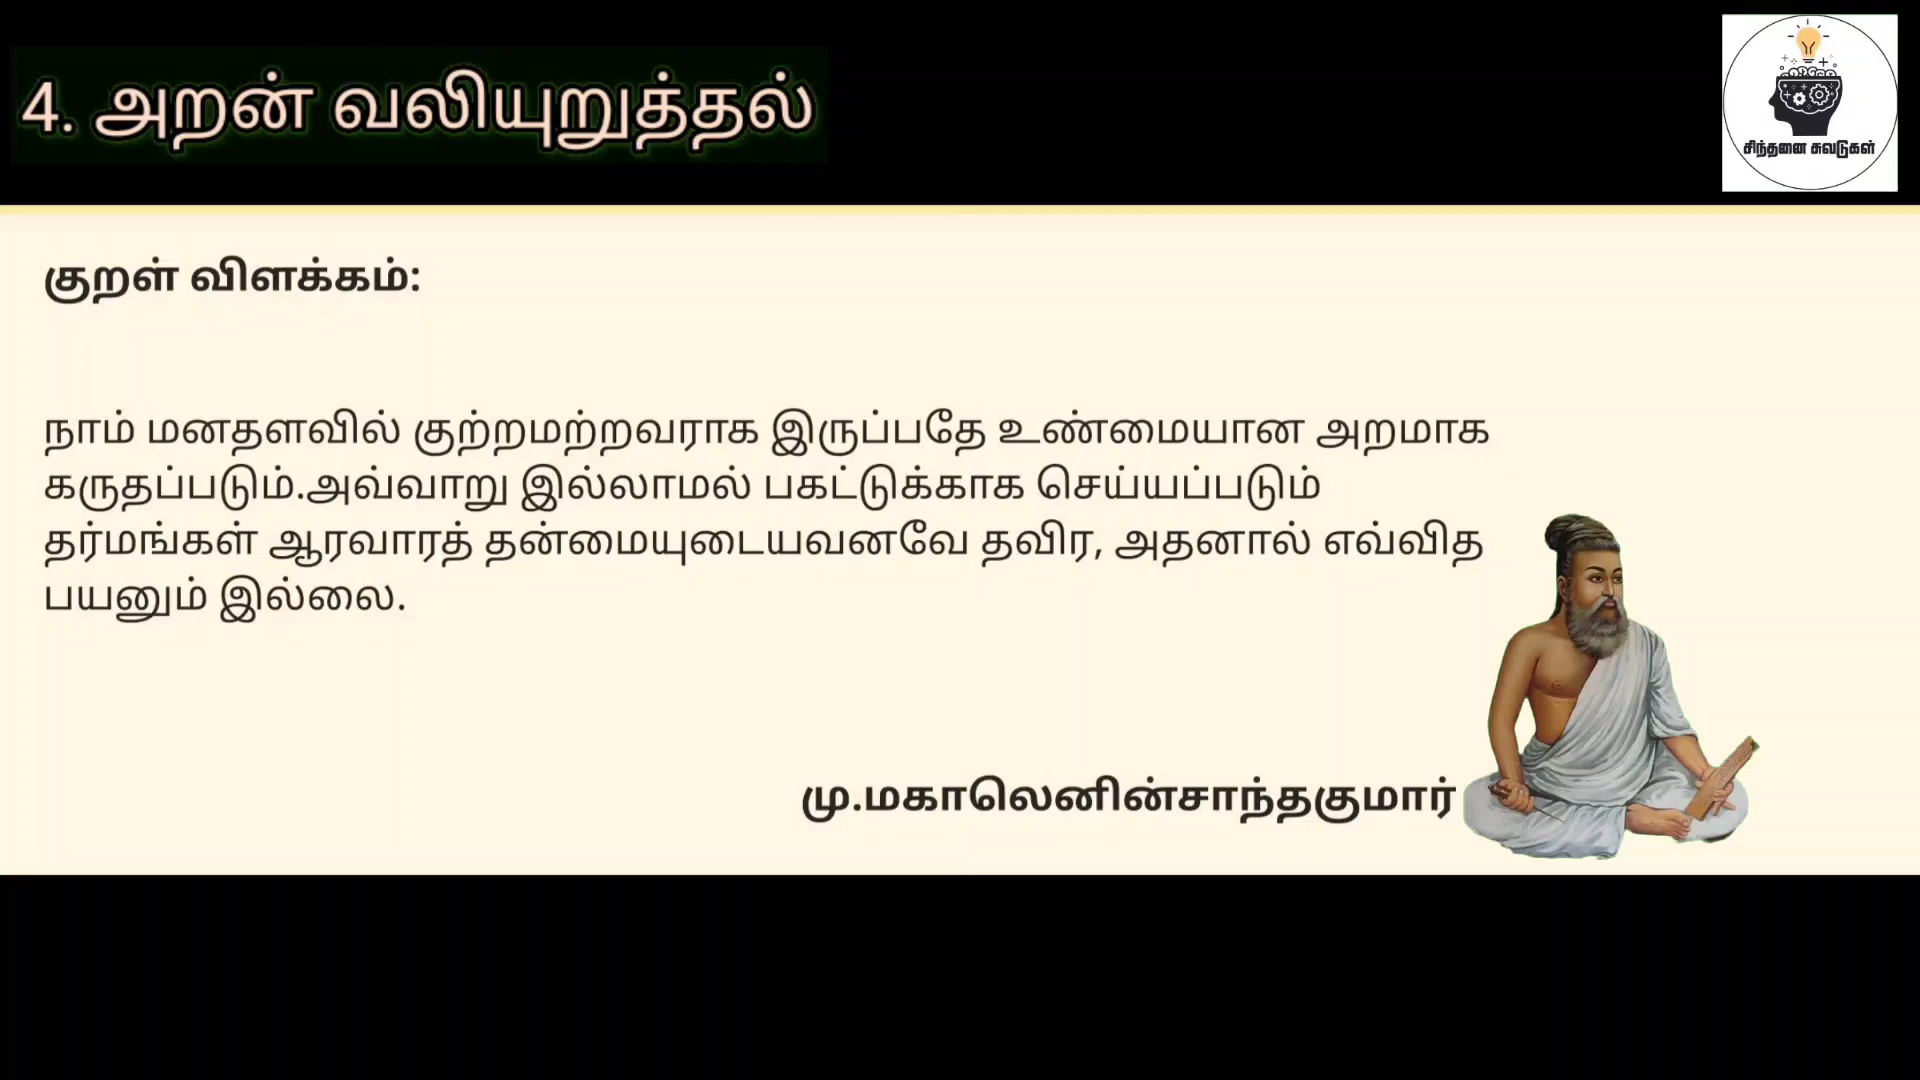 4. அறன் வலியுறுத்தல்
சிந்தனை சுவடுகள்
குறள் விளக்கம்:
நாம் மனதளவில் குற்றமற்றவராக இருப்பதே உண்மையான அறமாக
கருதப்படும்.அவ்வாறு இல்லாமல் பகட்டுக்காக செய்யப்படும்
தர்மங்கள் ஆரவாரத் தன்மையுடையவனவே தவிர, அதனால் எவ்வித
பயனும் இல்லை.
மு.மகாலெனின்சாந்தகுமார்